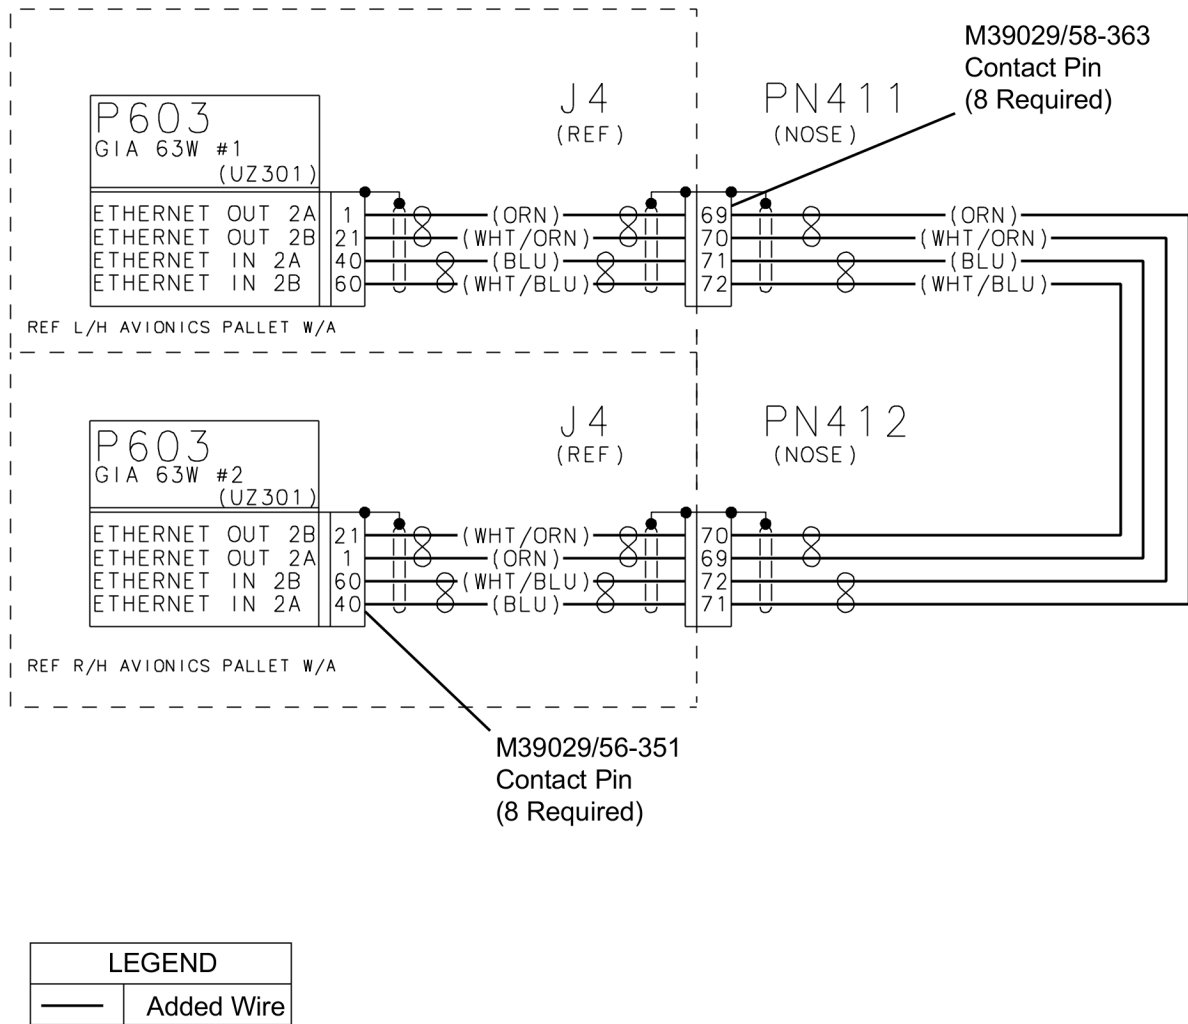 M39029/58-363
Contact Pin
(8 Required)
J4
(REF)
PN411
(NOSE)
P603
GIA 63W #1
(UZ301)
ETHERNET OUT 2A 1 (ORN) 69 (ORN)
ETHERNET OUT 2B 21 (WHT/ORN) 70 (WHT/ORN)
ETHERNET IN 2A 40 (BLU) 71 (BLU)
ETHERNET IN 2B 60 (WHT/BLU) 72 (WHT/BLU)
REF L/H AVIONICS PALLET W/A
J4
(REF)
PN412
(NOSE)
P603
GIA 63W #2
(UZ301)
ETHERNET OUT 2B 21 (WHT/ORN) 70
ETHERNET OUT 2A 1 (ORN) 69
ETHERNET IN 2B 60 (WHT/BLU) 72
ETHERNET IN 2A 40 (BLU) 71
REF R/H AVIONICS PALLET W/A
M39029/56-351
Contact Pin
(8 Required)
LEGEND
Added Wire